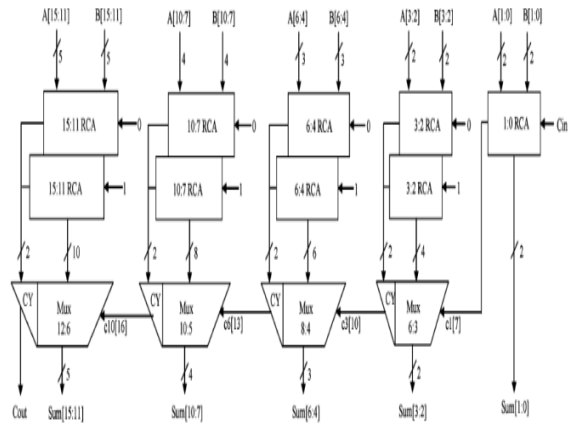 A[15:11] B[15:11] A[10:7] B[10:7] A[6:4] B[6:4] A[3:2] B[3:2] A[1:0] B[1:0]
5 5 4 4 3 3 2 2 2 2
15:11 RCA 0 10:7 RCA 0 6:4 RCA 0 3:2 RCA 0 1:0 RCA Cin
15:11 RCA 1 10:7 RCA 1 6:4 RCA 1 3:2 RCA 1
2 10 2 8 2 6 2 4 2
CY Mux CY Mux CY Mux CY Mux
12:6 10:5 8:4 6:3
c10[16] c6[13] c3[10] c1[7]
5 4 3 2
Cout Sum[15:11] Sum[10:7] Sum[6:4] Sum[3:2] Sum[1:0]